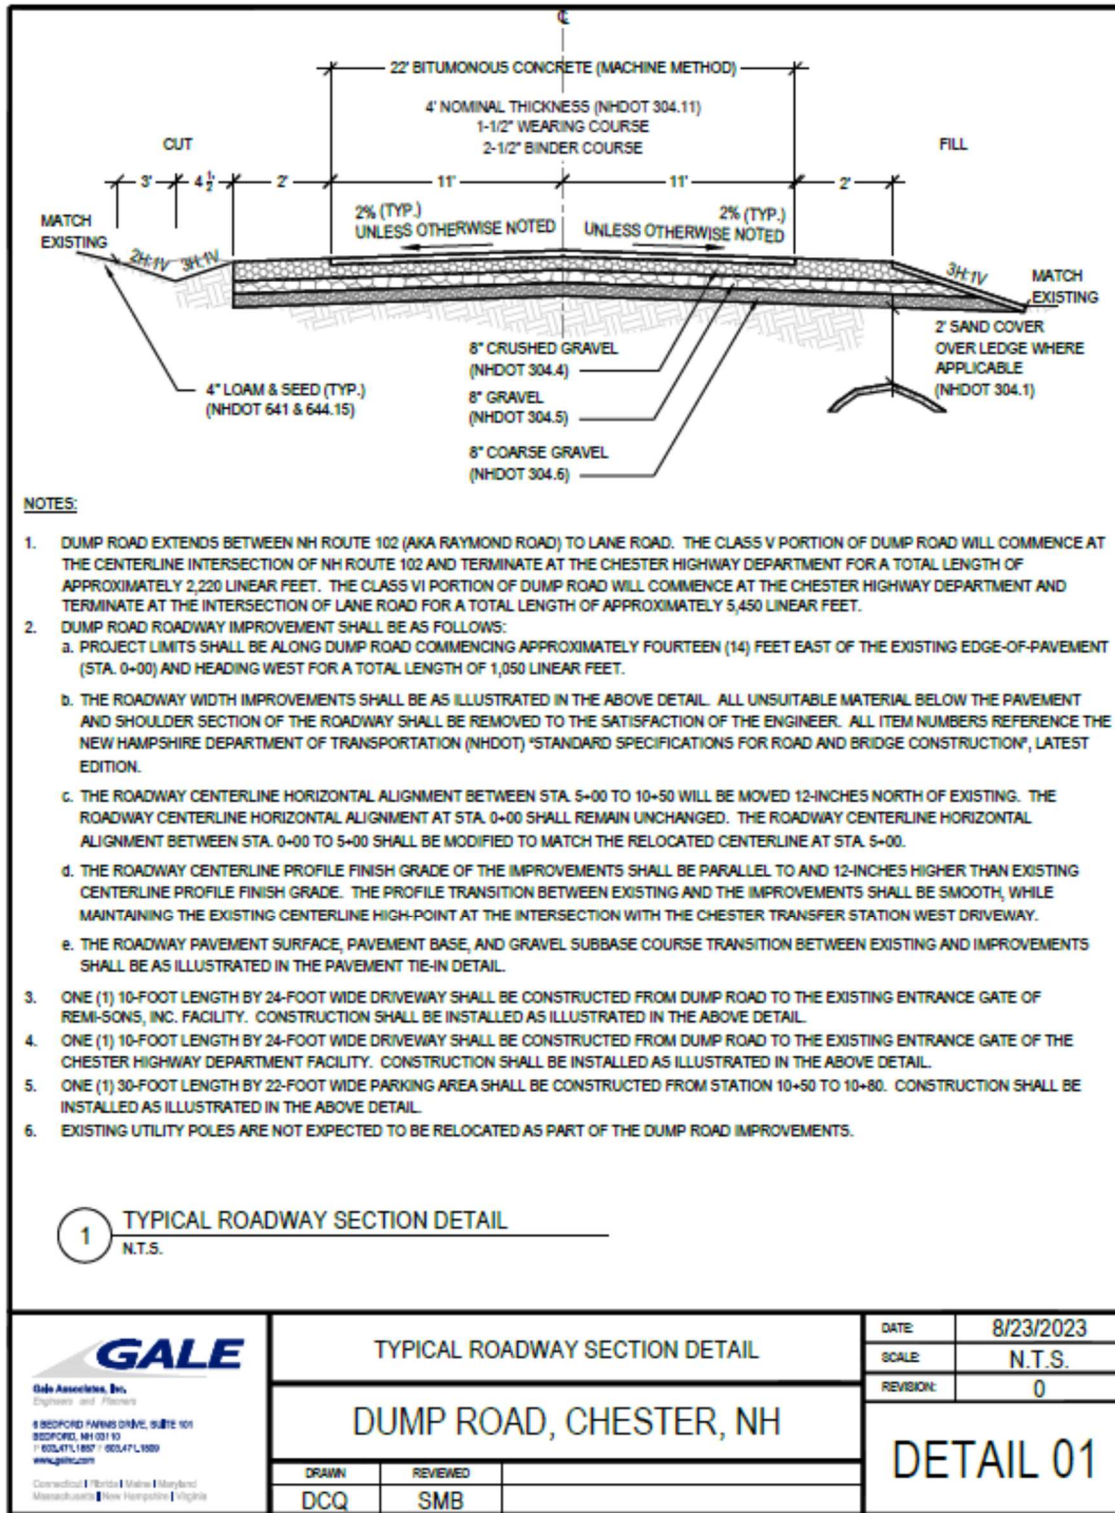 ℄
22' BITUMONOUS CONCRETE (MACHINE METHOD)
4' NOMINAL THICKNESS (NHDOT 304.11)
1-1/2" WEARING COURSE
2-1/2" BINDER COURSE
CUT
FILL
3'
4 1/2
2'
11'
11'
2'
MATCH
EXISTING
2H:1V
3H:1V
2% (TYP.)
UNLESS OTHERWISE NOTED
2% (TYP.)
UNLESS OTHERWISE NOTED
3H:1V
MATCH
EXISTING
2' SAND COVER
OVER LEDGE WHERE
APPLICABLE
(NHDOT 304.1)
8" CRUSHED GRAVEL
(NHDOT 304.4)
8" GRAVEL
(NHDOT 304.5)
8" COARSE GRAVEL
(NHDOT 304.6)
4" LOAM & SEED (TYP.)
(NHDOT 641 & 644.15)
NOTES:
1. DUMP ROAD EXTENDS BETWEEN NH ROUTE 102 (AKA RAYMOND ROAD) TO LANE ROAD. THE CLASS V PORTION OF DUMP ROAD WILL COMMENCE AT
THE CENTERLINE INTERSECTION OF NH ROUTE 102 AND TERMINATE AT THE CHESTER HIGHWAY DEPARTMENT FOR A TOTAL LENGTH OF
APPROXIMATELY 2,220 LINEAR FEET. THE CLASS VI PORTION OF DUMP ROAD WILL COMMENCE AT THE CHESTER HIGHWAY DEPARTMENT AND
TERMINATE AT THE INTERSECTION OF LANE ROAD FOR A TOTAL LENGTH OF APPROXIMATELY 5,450 LINEAR FEET.
2. DUMP ROAD ROADWAY IMPROVEMENT SHALL BE AS FOLLOWS:
a. PROJECT LIMITS SHALL BE ALONG DUMP ROAD COMMENCING APPROXIMATELY FOURTEEN (14) FEET EAST OF THE EXISTING EDGE-OF-PAVEMENT
(STA. 0+00) AND HEADING WEST FOR A TOTAL LENGTH OF 1,050 LINEAR FEET.
b. THE ROADWAY WIDTH IMPROVEMENTS SHALL BE AS ILLUSTRATED IN THE ABOVE DETAIL. ALL UNSUITABLE MATERIAL BELOW THE PAVEMENT
AND SHOULDER SECTION OF THE ROADWAY SHALL BE REMOVED TO THE SATISFACTION OF THE ENGINEER. ALL ITEM NUMBERS REFERENCE THE
NEW HAMPSHIRE DEPARTMENT OF TRANSPORTATION (NHDOT) "STANDARD SPECIFICATIONS FOR ROAD AND BRIDGE CONSTRUCTION", LATEST
EDITION.
c. THE ROADWAY CENTERLINE HORIZONTAL ALIGNMENT BETWEEN STA. 5+00 TO 10+50 WILL BE MOVED 12-INCHES NORTH OF EXISTING. THE
ROADWAY CENTERLINE HORIZONTAL ALIGNMENT AT STA. 0+00 SHALL REMAIN UNCHANGED. THE ROADWAY CENTERLINE HORIZONTAL
ALIGNMENT BETWEEN STA. 0+00 TO 5+00 SHALL BE MODIFIED TO MATCH THE RELOCATED CENTERLINE AT STA. 5+00.
d. THE ROADWAY CENTERLINE PROFILE FINISH GRADE OF THE IMPROVEMENTS SHALL BE PARALLEL TO AND 12-INCHES HIGHER THAN EXISTING
CENTERLINE PROFILE FINISH GRADE. THE PROFILE TRANSITION BETWEEN EXISTING AND THE IMPROVEMENTS SHALL BE SMOOTH, WHILE
MAINTAINING THE EXISTING CENTERLINE HIGH-POINT AT THE INTERSECTION WITH THE CHESTER TRANSFER STATION WEST DRIVEWAY.
e. THE ROADWAY PAVEMENT SURFACE, PAVEMENT BASE, AND GRAVEL SUBBASE COURSE TRANSITION BETWEEN EXISTING AND IMPROVEMENTS
SHALL BE AS ILLUSTRATED IN THE PAVEMENT TIE-IN DETAIL.
3. ONE (1) 10-FOOT LENGTH BY 24-FOOT WIDE DRIVEWAY SHALL BE CONSTRUCTED FROM DUMP ROAD TO THE EXISTING ENTRANCE GATE OF
REMI-SONS, INC. FACILITY. CONSTRUCTION SHALL BE INSTALLED AS ILLUSTRATED IN THE ABOVE DETAIL.
4. ONE (1) 10-FOOT LENGTH BY 24-FOOT WIDE DRIVEWAY SHALL BE CONSTRUCTED FROM DUMP ROAD TO THE EXISTING ENTRANCE GATE OF THE
CHESTER HIGHWAY DEPARTMENT FACILITY. CONSTRUCTION SHALL BE INSTALLED AS ILLUSTRATED IN THE ABOVE DETAIL.
5. ONE (1) 30-FOOT LENGTH BY 22-FOOT WIDE PARKING AREA SHALL BE CONSTRUCTED FROM STATION 10+50 TO 10+80. CONSTRUCTION SHALL BE
INSTALLED AS ILLUSTRATED IN THE ABOVE DETAIL.
6. EXISTING UTILITY POLES ARE NOT EXPECTED TO BE RELOCATED AS PART OF THE DUMP ROAD IMPROVEMENTS.
1
TYPICAL ROADWAY SECTION DETAIL
N.T.S.
GALE
Gale Associates, Inc.
Engineers and Planners
6 BEDFORD FARMS DRIVE, SUITE 101
BEDFORD, NH 03110
P 603.471.1887 F 603.471.1809
www.galeinc.com
Connecticut | Florida | Maine | Maryland
Massachusetts | New Hampshire | Virginia
TYPICAL ROADWAY SECTION DETAIL
DUMP ROAD, CHESTER, NH
DRAWN
REVIEWED
DCQ
SMB
DATE: 8/23/2023
SCALE: N.T.S.
REVISION: 0
DETAIL 01